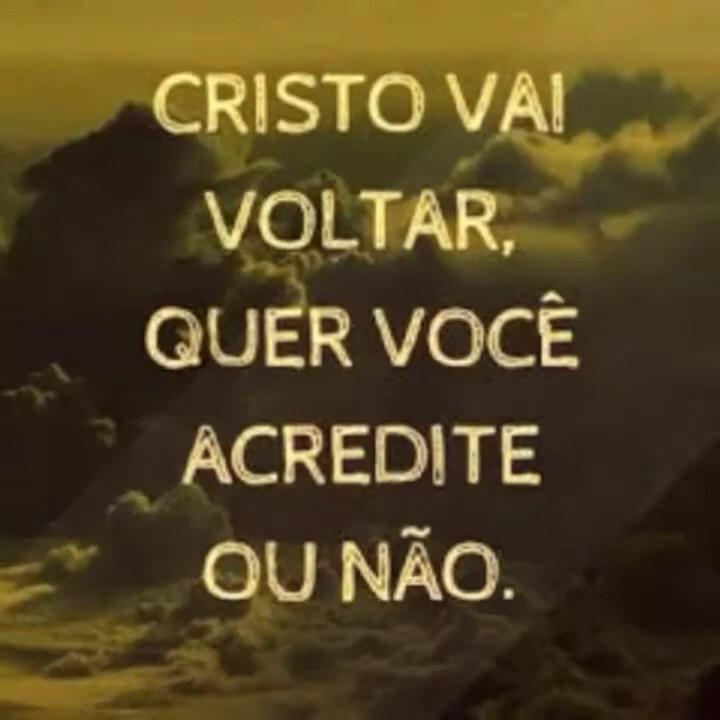 CRISTO VAI
VOLTAR,
QUER VOCÊ
ACREDITE
OU NÃO.